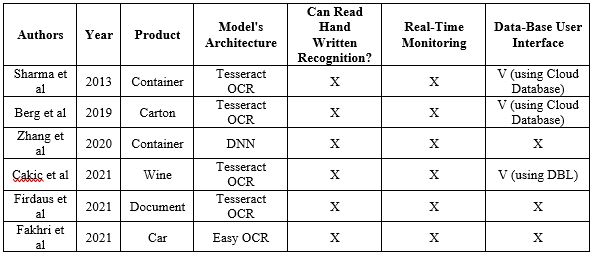 Authors Year Product Model's Architecture Can Read Hand Written Recognition? Real-Time Monitoring Data-Base User Interface
Sharma et al 2013 Container Tesseract OCR X X V (using Cloud Database)
Berg et al 2019 Carton Tesseract OCR X X V (using Cloud Database)
Zhang et al 2020 Container DNN X X X
Cakic et al 2021 Wine Tesseract OCR X X V (using DBL)
Firdaus et al 2021 Document Tesseract OCR X X X
Fakhri et al 2021 Car Easy OCR X X X